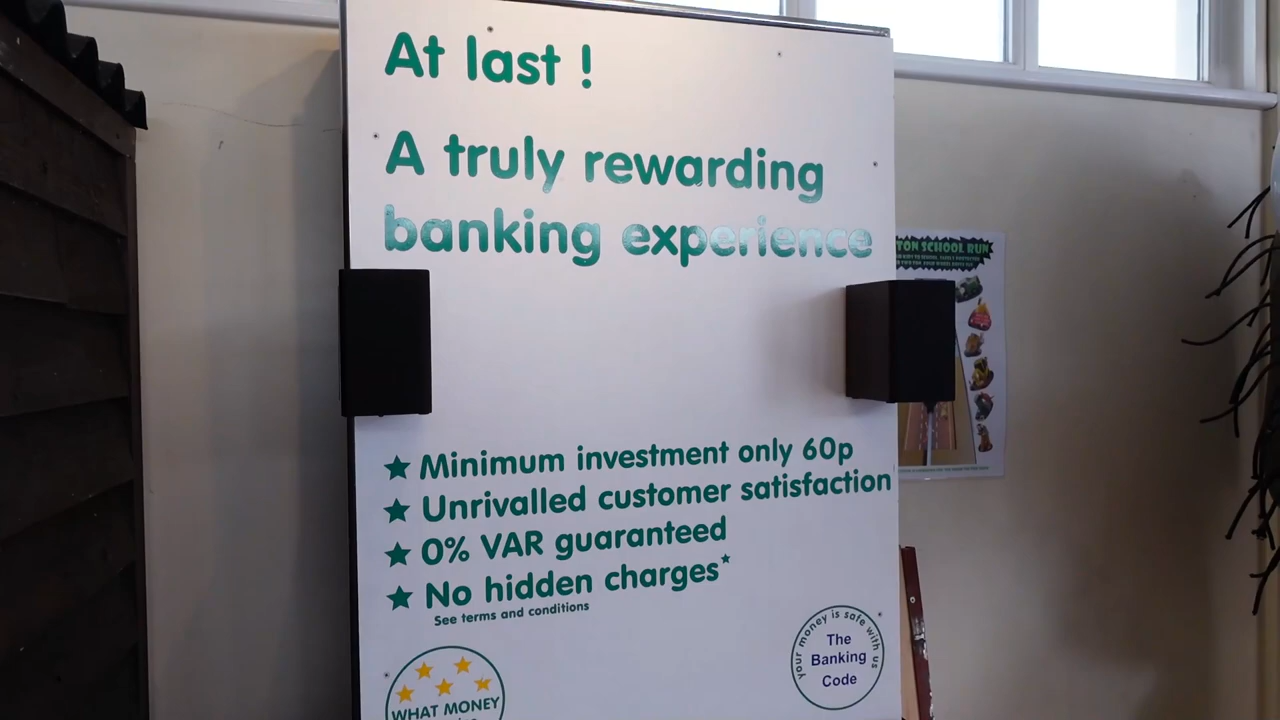 At last !
A truly rewarding
banking experience
TON SCHOOL RUN
★ Minimum investment only 60p
★ Unrivalled customer satisfaction
★ 0% VAR guaranteed
★ No hidden charges*
See terms and conditions
your money is safe with us
The
Banking
Code
WHAT MONEY